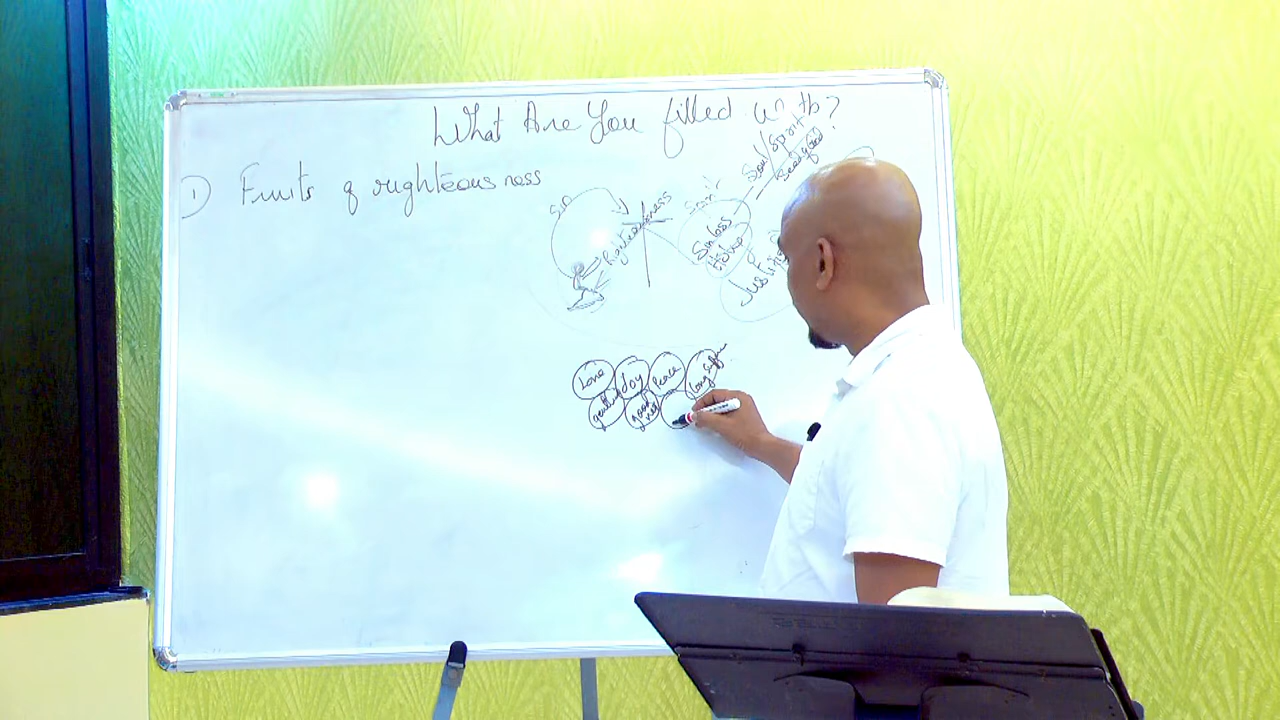 What Are You filled with?
1) Fruits of righteousness
Sin
Righteousness
Spirit
Sinless
Soul/Spirit
Love
Joy
Peace
Long suffer
good
ness